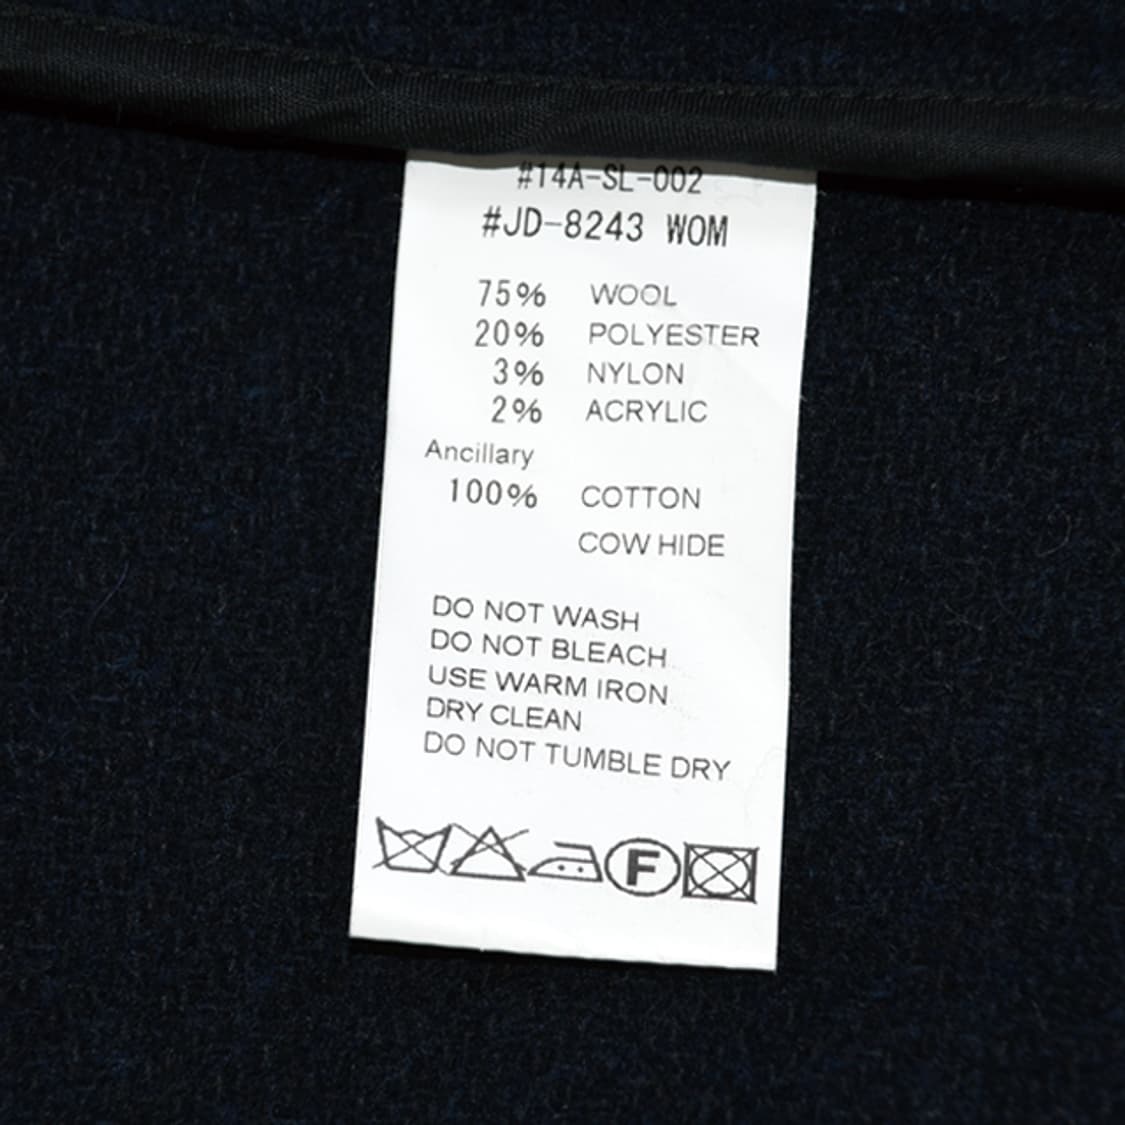 #14A-SL-002
#JD-8243 WOM
75% WOOL
20% POLYESTER
3% NYLON
2% ACRYLIC
Ancillary
100% COTTON
COW HIDE
DO NOT WASH
DO NOT BLEACH
USE WARM IRON
DRY CLEAN
DO NOT TUMBLE DRY
F